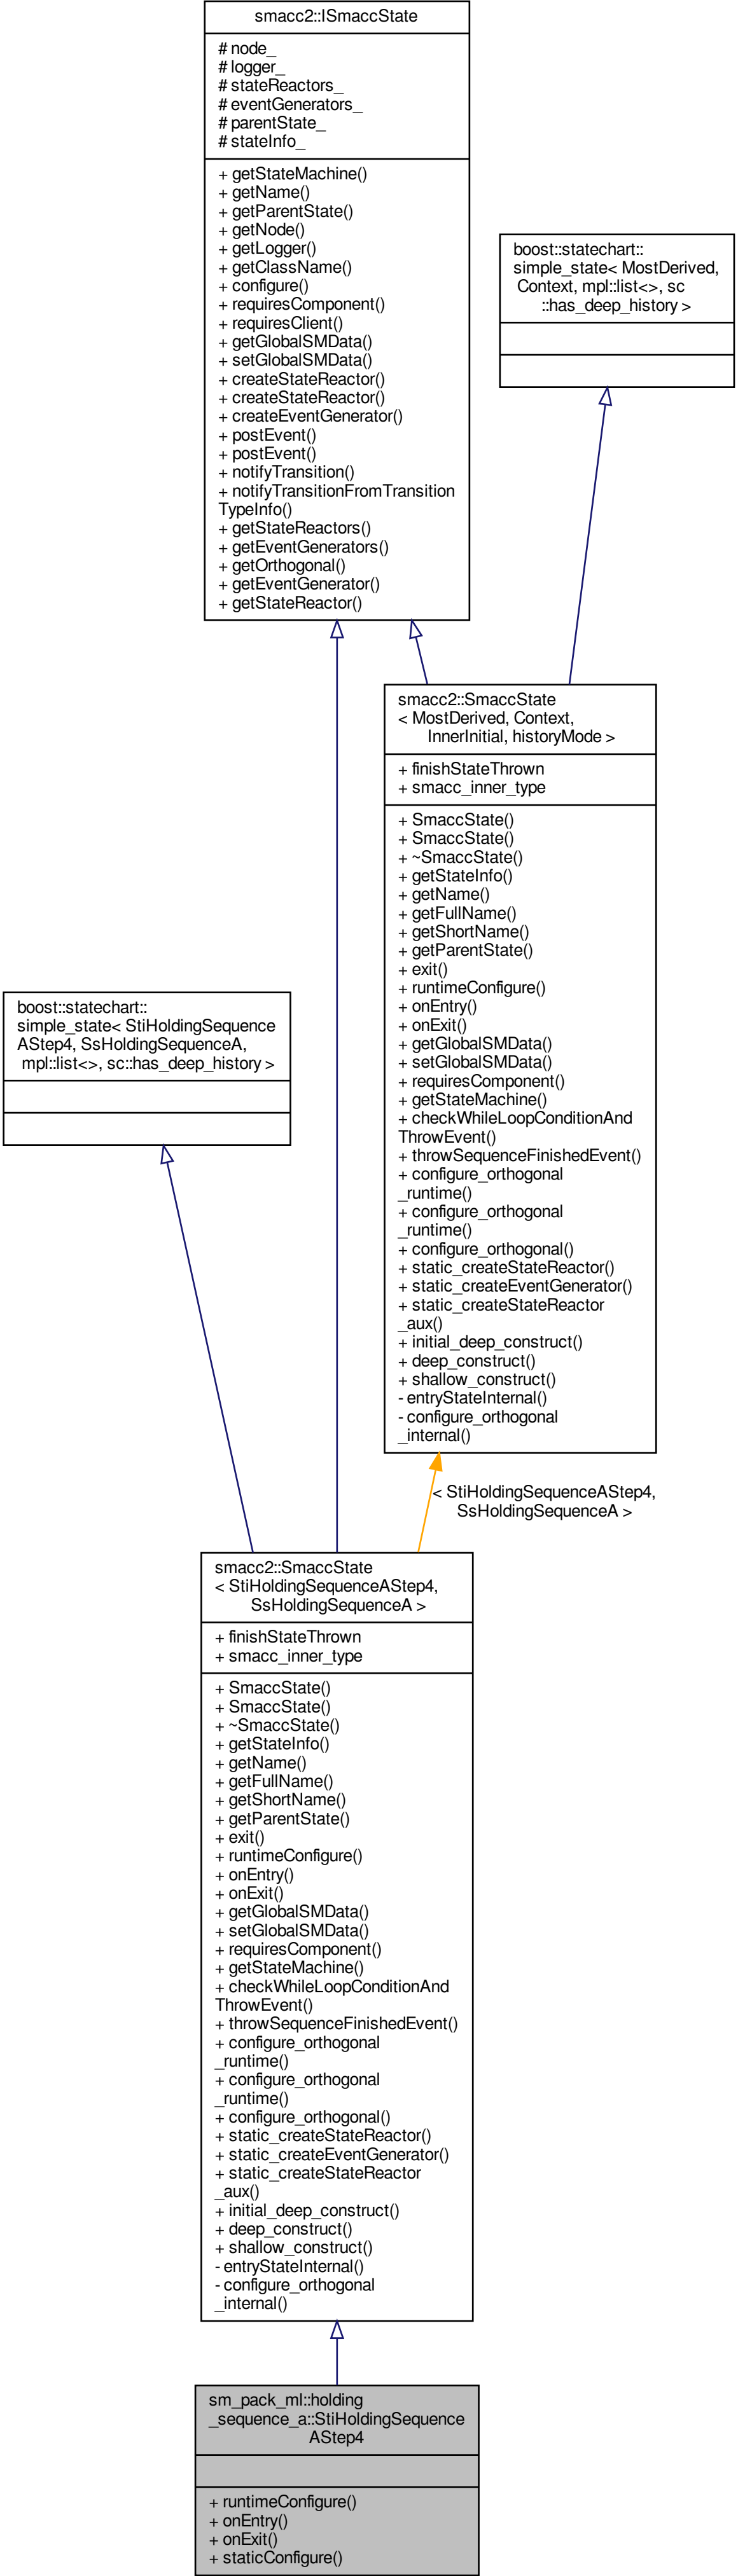 smacc2::ISmaccState
# node_
# logger_
# stateReactors_
# eventGenerators_
# parentState_
# stateInfo_
+ getStateMachine()
+ getName()
+ getParentState()
+ getNode()
+ getLogger()
+ getClassName()
+ configure()
+ requiresComponent()
+ requiresClient()
+ getGlobalSMData()
+ setGlobalSMData()
+ createStateReactor()
+ createStateReactor()
+ createEventGenerator()
+ postEvent()
+ postEvent()
+ notifyTransition()
+ notifyTransitionFromTransition
TypeInfo()
+ getStateReactors()
+ getEventGenerators()
+ getOrthogonal()
+ getEventGenerator()
+ getStateReactor()
boost::statechart::
simple_state< MostDerived,
Context, mpl::list<>, sc
::has_deep_history >
smacc2::SmaccState
< MostDerived, Context,
InnerInitial, historyMode >
+ finishStateThrown
+ smacc_inner_type
+ SmaccState()
+ SmaccState()
+ ~SmaccState()
+ getStateInfo()
+ getName()
+ getFullName()
+ getShortName()
+ getParentState()
+ exit()
+ runtimeConfigure()
+ onEntry()
+ onExit()
+ getGlobalSMData()
+ setGlobalSMData()
+ requiresComponent()
+ getStateMachine()
+ checkWhileLoopConditionAnd
ThrowEvent()
+ throwSequenceFinishedEvent()
+ configure_orthogonal
_runtime()
+ configure_orthogonal
_runtime()
+ configure_orthogonal()
+ static_createStateReactor()
+ static_createEventGenerator()
+ static_createStateReactor
_aux()
+ initial_deep_construct()
+ deep_construct()
+ shallow_construct()
- entryStateInternal()
- configure_orthogonal
_internal()
boost::statechart::
simple_state< StiHoldingSequence
AStep4, SsHoldingSequenceA,
mpl::list<>, sc::has_deep_history >
< StiHoldingSequenceAStep4,
SsHoldingSequenceA >
smacc2::SmaccState
< StiHoldingSequenceAStep4,
SsHoldingSequenceA >
+ finishStateThrown
+ smacc_inner_type
+ SmaccState()
+ SmaccState()
+ ~SmaccState()
+ getStateInfo()
+ getName()
+ getFullName()
+ getShortName()
+ getParentState()
+ exit()
+ runtimeConfigure()
+ onEntry()
+ onExit()
+ getGlobalSMData()
+ setGlobalSMData()
+ requiresComponent()
+ getStateMachine()
+ checkWhileLoopConditionAnd
ThrowEvent()
+ throwSequenceFinishedEvent()
+ configure_orthogonal
_runtime()
+ configure_orthogonal
_runtime()
+ configure_orthogonal()
+ static_createStateReactor()
+ static_createEventGenerator()
+ static_createStateReactor
_aux()
+ initial_deep_construct()
+ deep_construct()
+ shallow_construct()
- entryStateInternal()
- configure_orthogonal
_internal()
sm_pack_ml::holding
_sequence_a::StiHoldingSequence
AStep4
+ runtimeConfigure()
+ onEntry()
+ onExit()
+ staticConfigure()